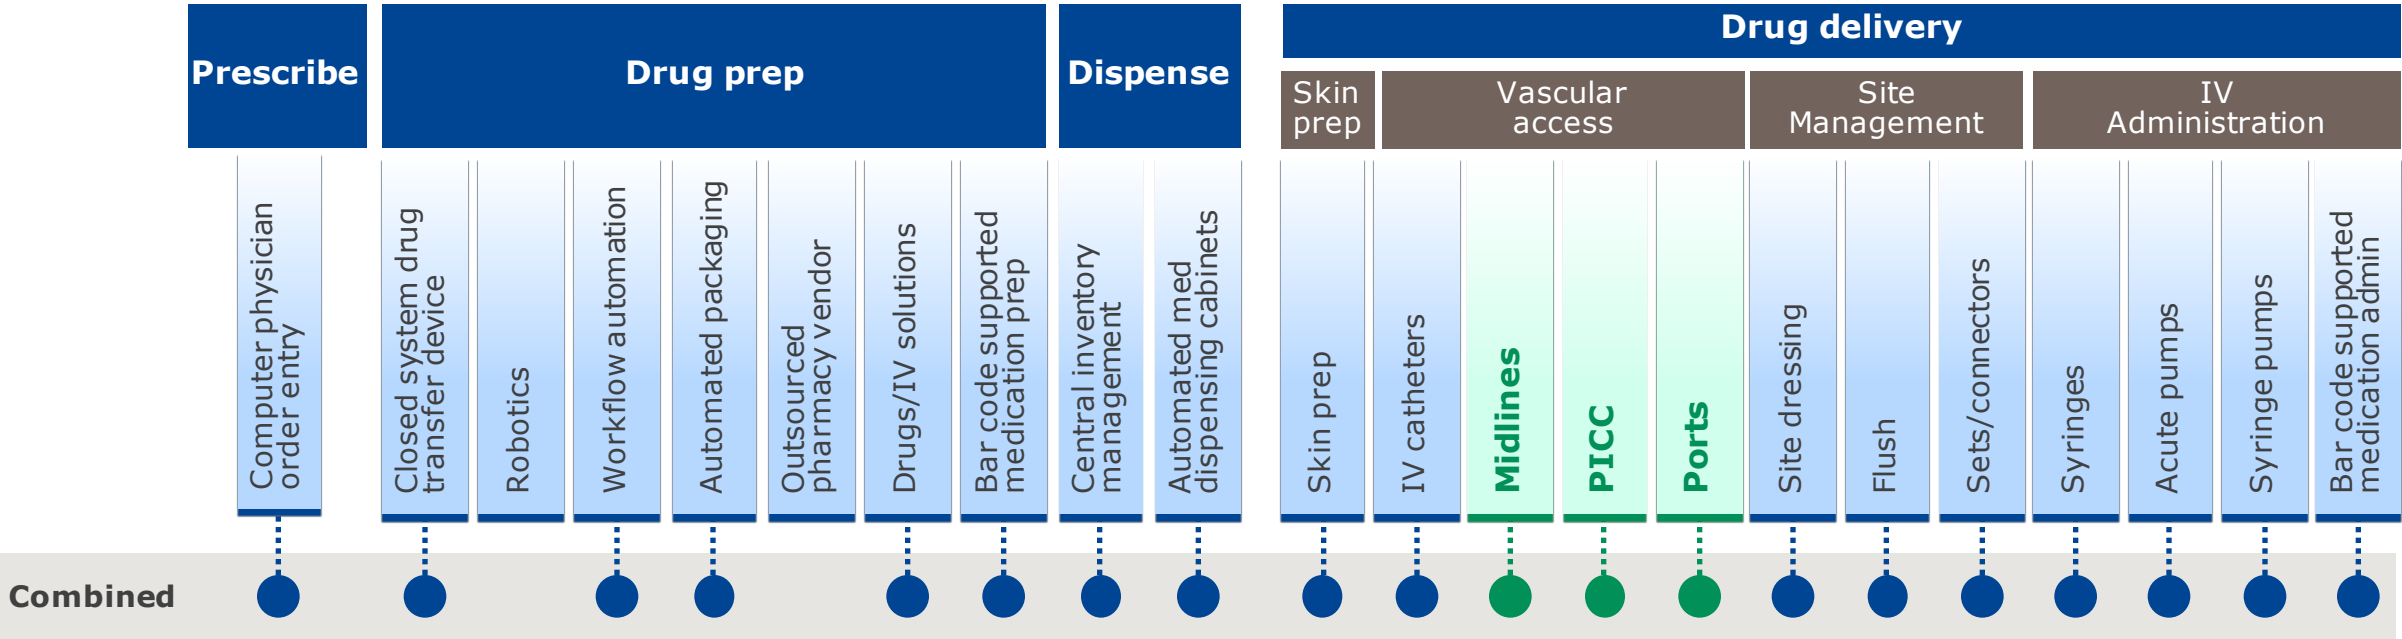 Prescribe
Drug prep
Dispense
Drug delivery
Skin
prep
Vascular
access
Site
Management
IV
Administration
Computer physician
order entry
Closed system drug
transfer device
Robotics
Workflow automation
Automated packaging
Outsourced
pharmacy vendor
Drugs/IV solutions
Bar code supported
medication prep
Central inventory
management
Automated med
dispensing cabinets
Skin prep
IV catheters
Midlines
PICC
Ports
Site dressing
Flush
Sets/connectors
Syringes
Acute pumps
Syringe pumps
Bar code supported
medication admin
Combined